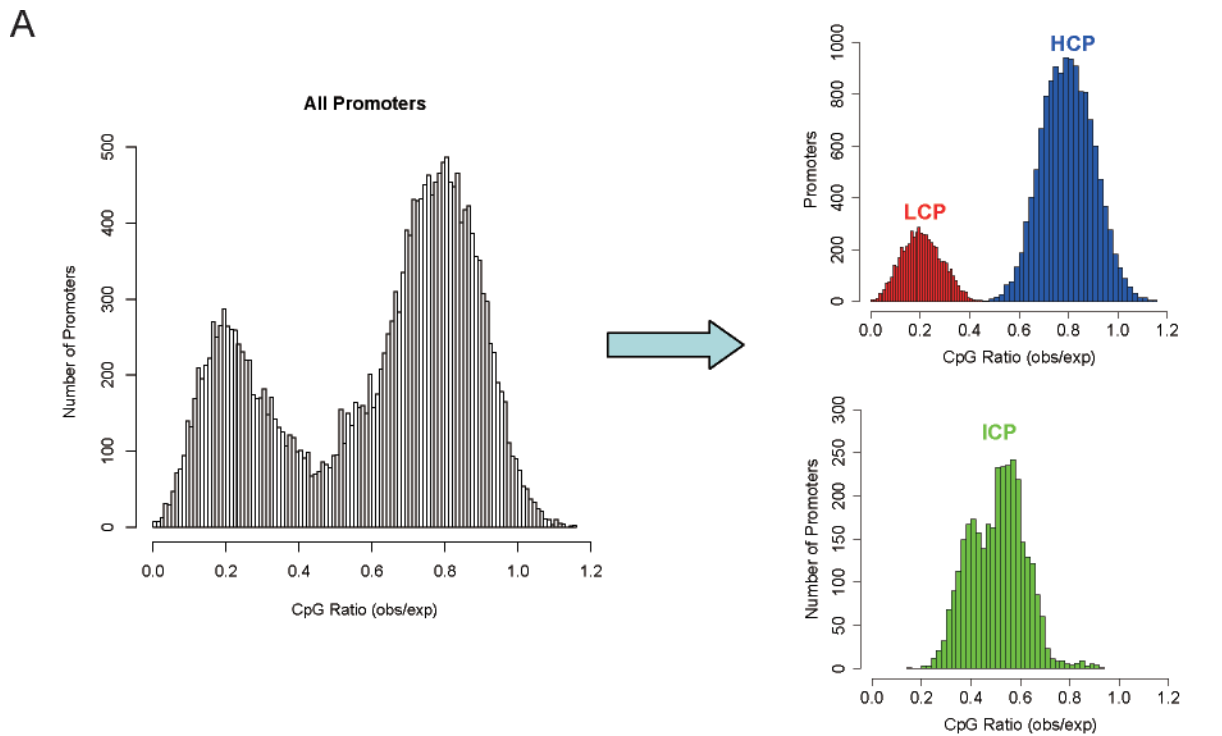 A
All Promoters
Number of Promoters
500
400
300
200
100
0
0.0 0.2 0.4 0.6 0.8 1.0 1.2
CpG Ratio (obs/exp)
HCP
LCP
Promoters
1000
800
600
400
200
0
0.0 0.2 0.4 0.6 0.8 1.0 1.2
CpG Ratio (obs/exp)
ICP
Number of Promoters
300
250
200
150
100
50
0
0.0 0.2 0.4 0.6 0.8 1.0 1.2
CpG Ratio (obs/exp)